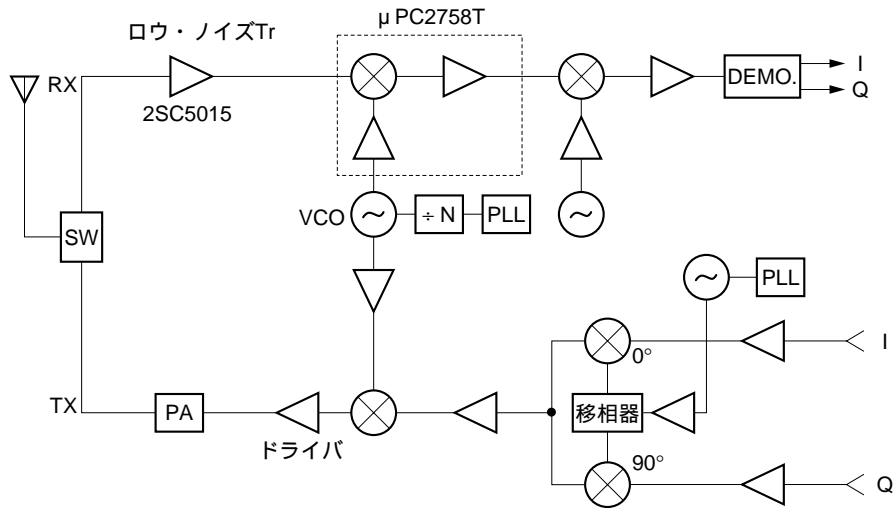 μPC2758T
ロウ・ノイズTr
RX
2SC5015
DEMO.
I
Q
SW
VCO
÷N
PLL
PLL
I
0°
TX
PA
ドライバ
移相器
90°
Q